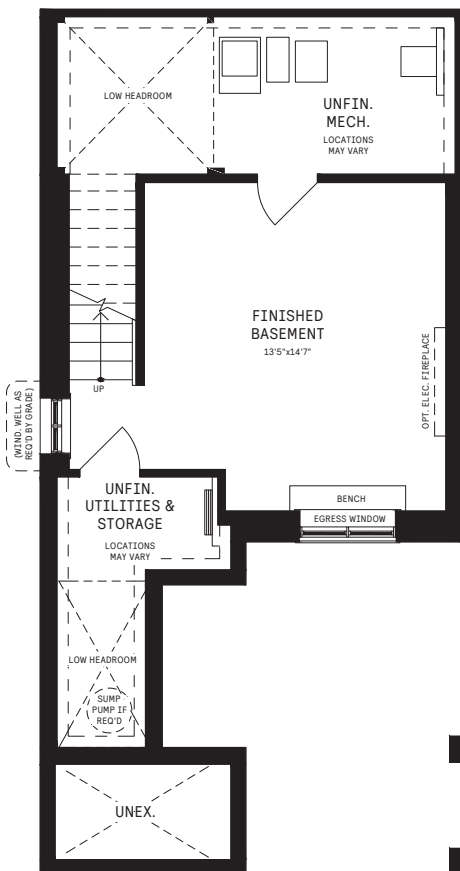 LOW HEADROOM
UNFIN.
MECH.
LOCATIONS
MAY VARY
FINISHED
BASEMENT
13'5"x14'7"
OPT. ELEC. FIREPLACE
UP
(WIND. WELL AS
REQ'D BY GRADE)
UNFIN.
UTILITIES &
STORAGE
LOCATIONS
MAY VARY
BENCH
EGRESS WINDOW
LOW HEADROOM
SUMP
PUMP IF
REQ'D
UNEX.